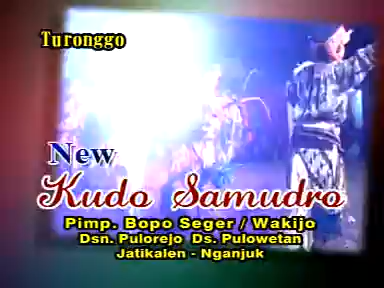 Turonggo
New
Kudo Samudro
Pimp. Bopo Seger / Wakijo
Dsn. Pulorejo Ds. Pulowetan
Jatikalen - Nganjuk